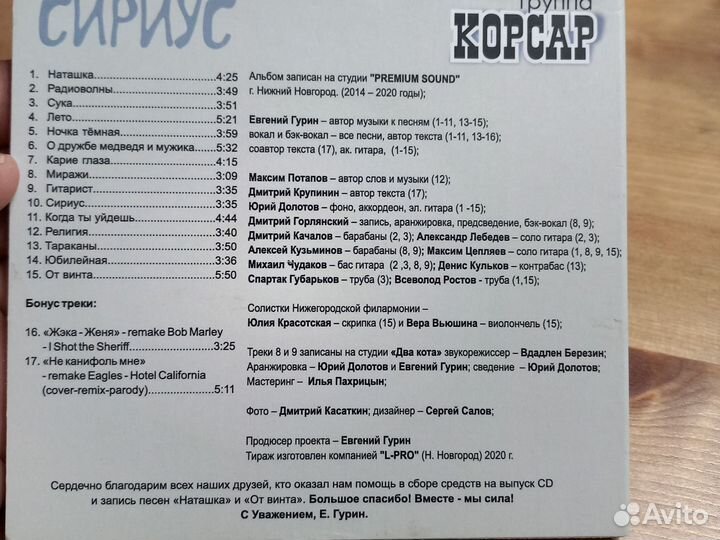 СИРИУС
группа
КОРСАР
1. Наташка 4:25
2. Радиоволны 3:49
3. Сука 3:51
4. Лето 5:21
5. Ночка тёмная 3:59
6. О дружбе медведя и мужика 5:32
7. Карие глаза 4:15
8. Миражи 3:09
9. Гитарист 3:35
10. Сириус 3:35
11. Когда ты уйдешь 4:44
12. Религия 3:40
13. Тараканы 3:50
14. Юбилейная 3:36
15. От винта 5:50
Бонус треки:
16. «Жэка - Женя» - remake Bob Marley
- I Shot the Sheriff 3:25
17. «Не канифоль мне»
- remake Eagles - Hotel California
(cover-remix-parody) 5:11
Альбом записан на студии "PREMIUM SOUND"
г. Нижний Новгород. (2014 – 2020 годы);
Евгений Гурин – автор музыки к песням (1-11, 13-15);
вокал и бэк-вокал – все песни, автор текста (1-11, 13-16);
соавтор текста (17), ак. гитара, (1-15);
Максим Потапов – автор слов и музыки (12);
Дмитрий Крупинин – автор текста (17);
Юрий Долотов – фоно, аккордеон, эл. гитара (1 -15);
Дмитрий Горлянский – запись, аранжировка, предсведение, бэк-вокал (8, 9);
Дмитрий Качалов – барабаны (2, 3); Александр Лебедев – соло гитара (2, 3);
Алексей Кузьминов – барабаны (8, 9); Максим Цепляев – соло гитара (1, 8, 9, 15);
Михаил Чудаков – бас гитара (2 ,3, 8, 9); Денис Кульков – контрабас (13);
Спартак Губарьков – труба (3); Всеволод Ростов - труба (1,15);
Солистки Нижегородской филармонии –
Юлия Красотская – скрипка (15) и Вера Вьюшина – виолончель (15);
Треки 8 и 9 записаны на студии «Два кота» звукорежиссер – Вдадлен Березин;
Аранжировка – Юрий Долотов и Евгений Гурин; сведение – Юрий Долотов;
Мастеринг – Илья Пахрицын;
Фото – Дмитрий Касаткин; дизайнер – Сергей Салов;
Продюсер проекта – Евгений Гурин
Тираж изготовлен компанией "L-PRO" (Н. Новгород) 2020 г.
Сердечно благодарим всех наших друзей, кто оказал нам помощь в сборе средств на выпуск CD
и запись песен «Наташка» и «От винта». Большое спасибо! Вместе - мы сила!
С Уважением, Е. Гурин.
Avito